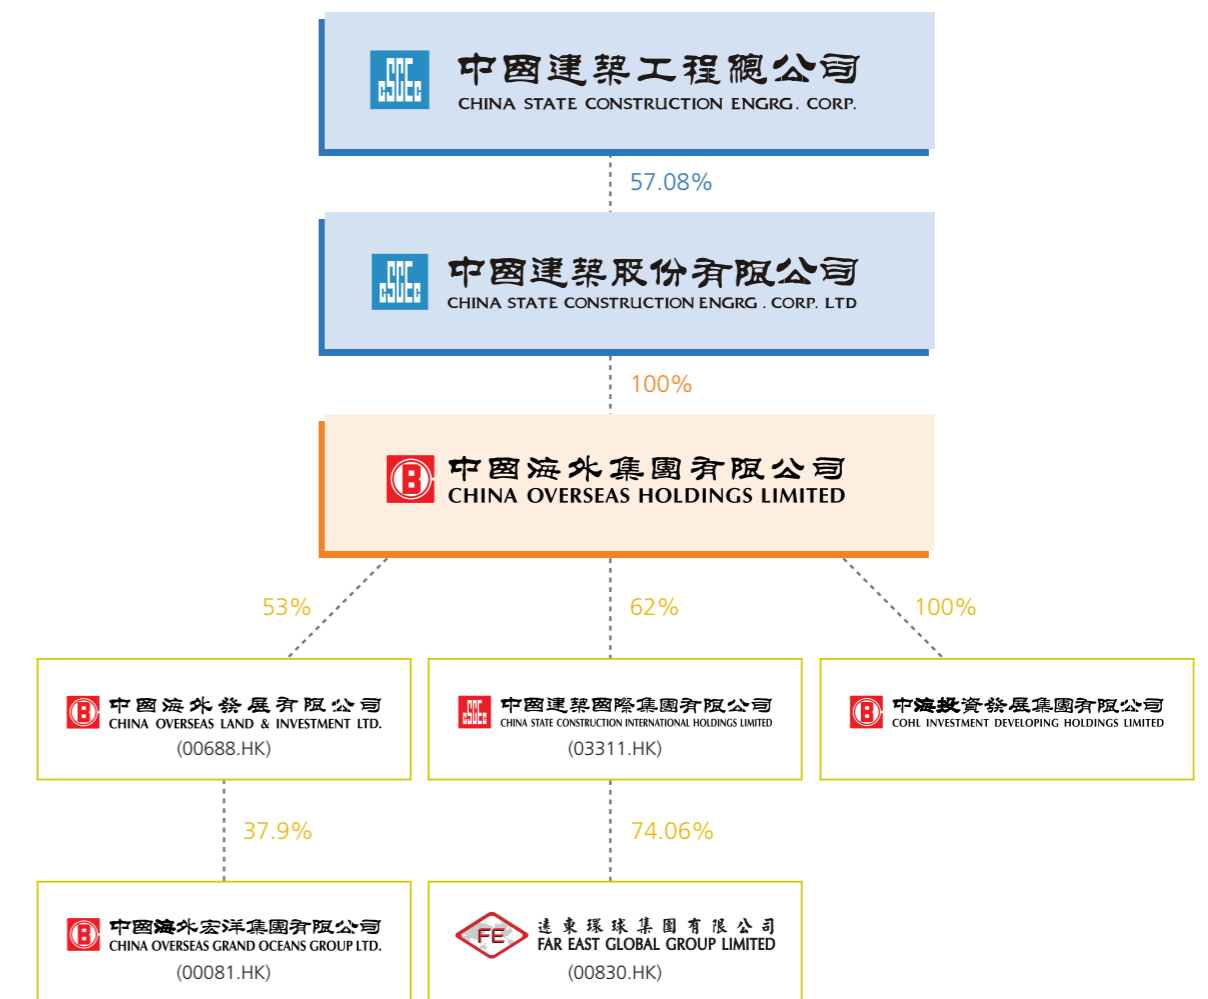 中國建築工程總公司
CHINA STATE CONSTRUCTION ENGRG. CORP.
57.08%
中國建築股份有限公司
CHINA STATE CONSTRUCTION ENGRG . CORP. LTD
100%
中國海外集團有限公司
CHINA OVERSEAS HOLDINGS LIMITED
53%
62%
100%
中國海外發展有限公司
CHINA OVERSEAS LAND & INVESTMENT LTD.
(00688.HK)
中國建築國際集團有限公司
CHINA STATE CONSTRUCTION INTERNATIONAL HOLDINGS LIMITED
(03311.HK)
中海投資發展集團有限公司
COHL INVESTMENT DEVELOPING HOLDINGS LIMITED
37.9%
74.06%
中國海外宏洋集團有限公司
CHINA OVERSEAS GRAND OCEANS GROUP LTD.
(00081.HK)
FE
遠東環球集團有限公司
FAR EAST GLOBAL GROUP LIMITED
(00830.HK)